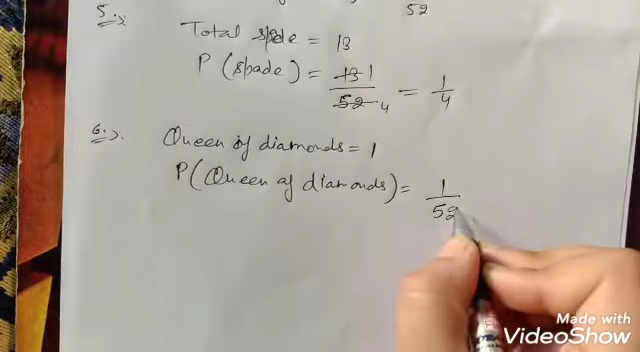 52
5.
Total spde = 13
P (spade) = 13 1 / 52 4 = 1/4
6.
Queen of diamonds = 1
P(Queen of diamonds) = 1/52
Made with
VideoShow